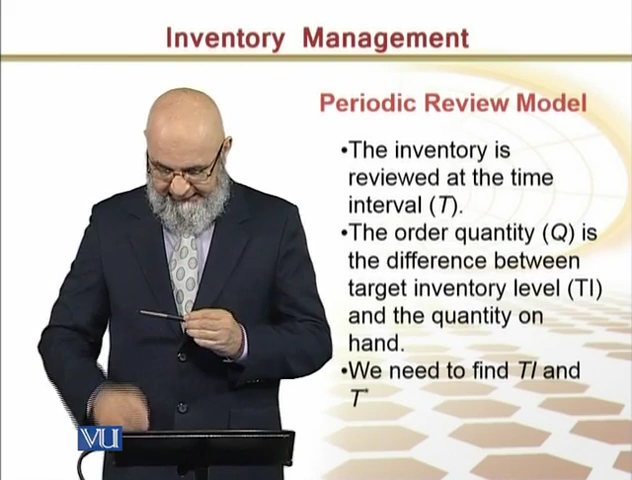 Inventory Management
Periodic Review Model
•The inventory is
reviewed at the time
interval (T).
•The order quantity (Q) is
the difference between
target inventory level (TI)
and the quantity on
hand.
•We need to find TI and
T*
VU